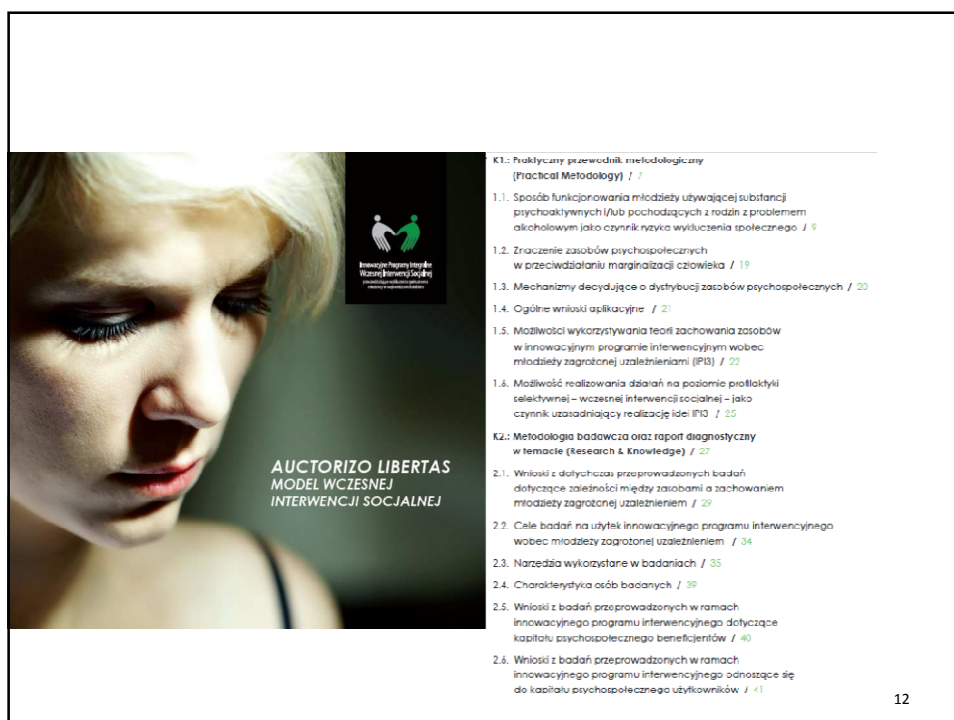 Innowacyjne Programy Integralne
Wczesnej Interwencji Socjalnej
AUCTORIZO LIBERTAS
MODEL WCZESNEJ
INTERWENCJI SOCJALNEJ
K1.: Praktyczny przewodnik metodologiczny
(Practical Methodology) / 7
1.1. Sposób funkcjonowania młodzieży używającej substancji
psychoaktywnych i/lub pochodzących z rodzin z problemem
alkoholowym jako czynnik ryzyka wykluczenia społecznego / 9
1.2. Znaczenie zasobów psychospołecznych
w przeciwdziałaniu marginalizacji człowieka / 19
1.3. Mechanizmy decydujące o dystrybucji zasobów psychospołecznych / 20
1.4. Ogólne wnioski aplikacyjne / 21
1.5. Możliwości wykorzystywania teorii zachowania zasobów
w innowacyjnym programie interwencyjnym wobec
młodzieży zagrożonej uzależnieniami (IPI3) / 22
1.6. Możliwość realizowania działań na poziomie profilaktyki
selektywnej – wczesnej interwencji socjalnej – jako
czynnik uzasadniający realizację idei IPI3 / 25
K2.: Metodologia badawcza oraz raport diagnostyczny
w temacie (Research & Knowledge) / 27
2.1. Wnioski z dotychczas przeprowadzonych badań
dotyczące zależności między zasobami a zachowaniem
młodzieży zagrożonej uzależnieniem / 29
2.2. Cele badań na użytek innowacyjnego programu interwencyjnego
wobec młodzieży zagrożonej uzależnieniem / 34
2.3. Narzędzia wykorzystane w badaniach / 35
2.4. Charakterystyka osób badanych / 39
2.5. Wnioski z badań przeprowadzonych w ramach
innowacyjnego programu interwencyjnego dotyczące
kapitału psychospołecznego beneficjentów / 40
2.6. Wnioski z badań przeprowadzonych w ramach
innowacyjnego programu interwencyjnego odnoszące się
do kapitału psychospołecznego użytkowników / 41
12